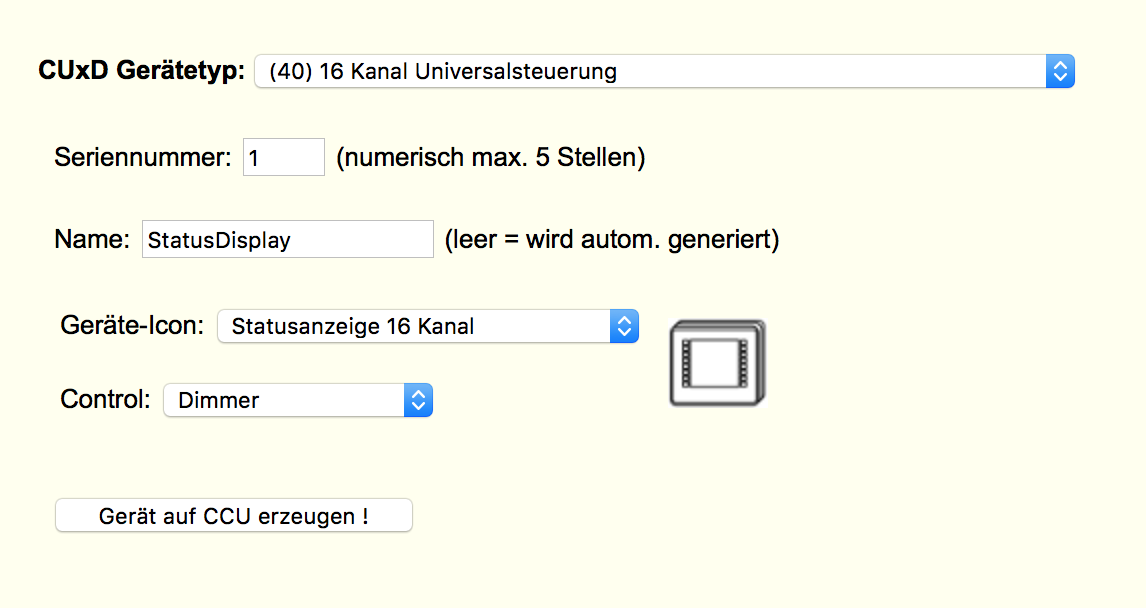 CUxD Gerätetyp: (40) 16 Kanal Universalsteuerung
Seriennummer: 1 (numerisch max. 5 Stellen)
Name: StatusDisplay (leer = wird autom. generiert)
Geräte-Icon: Statusanzeige 16 Kanal
Control: Dimmer
Gerät auf CCU erzeugen !